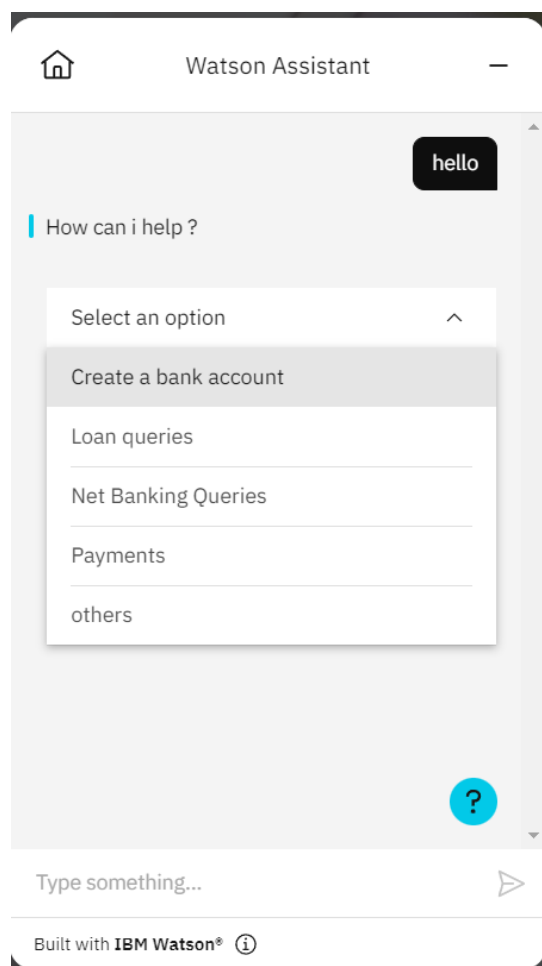 Watson Assistant
hello
How can i help ?
Select an option
Create a bank account
Loan queries
Net Banking Queries
Payments
others
?
Type something...
Built with IBM Watson®